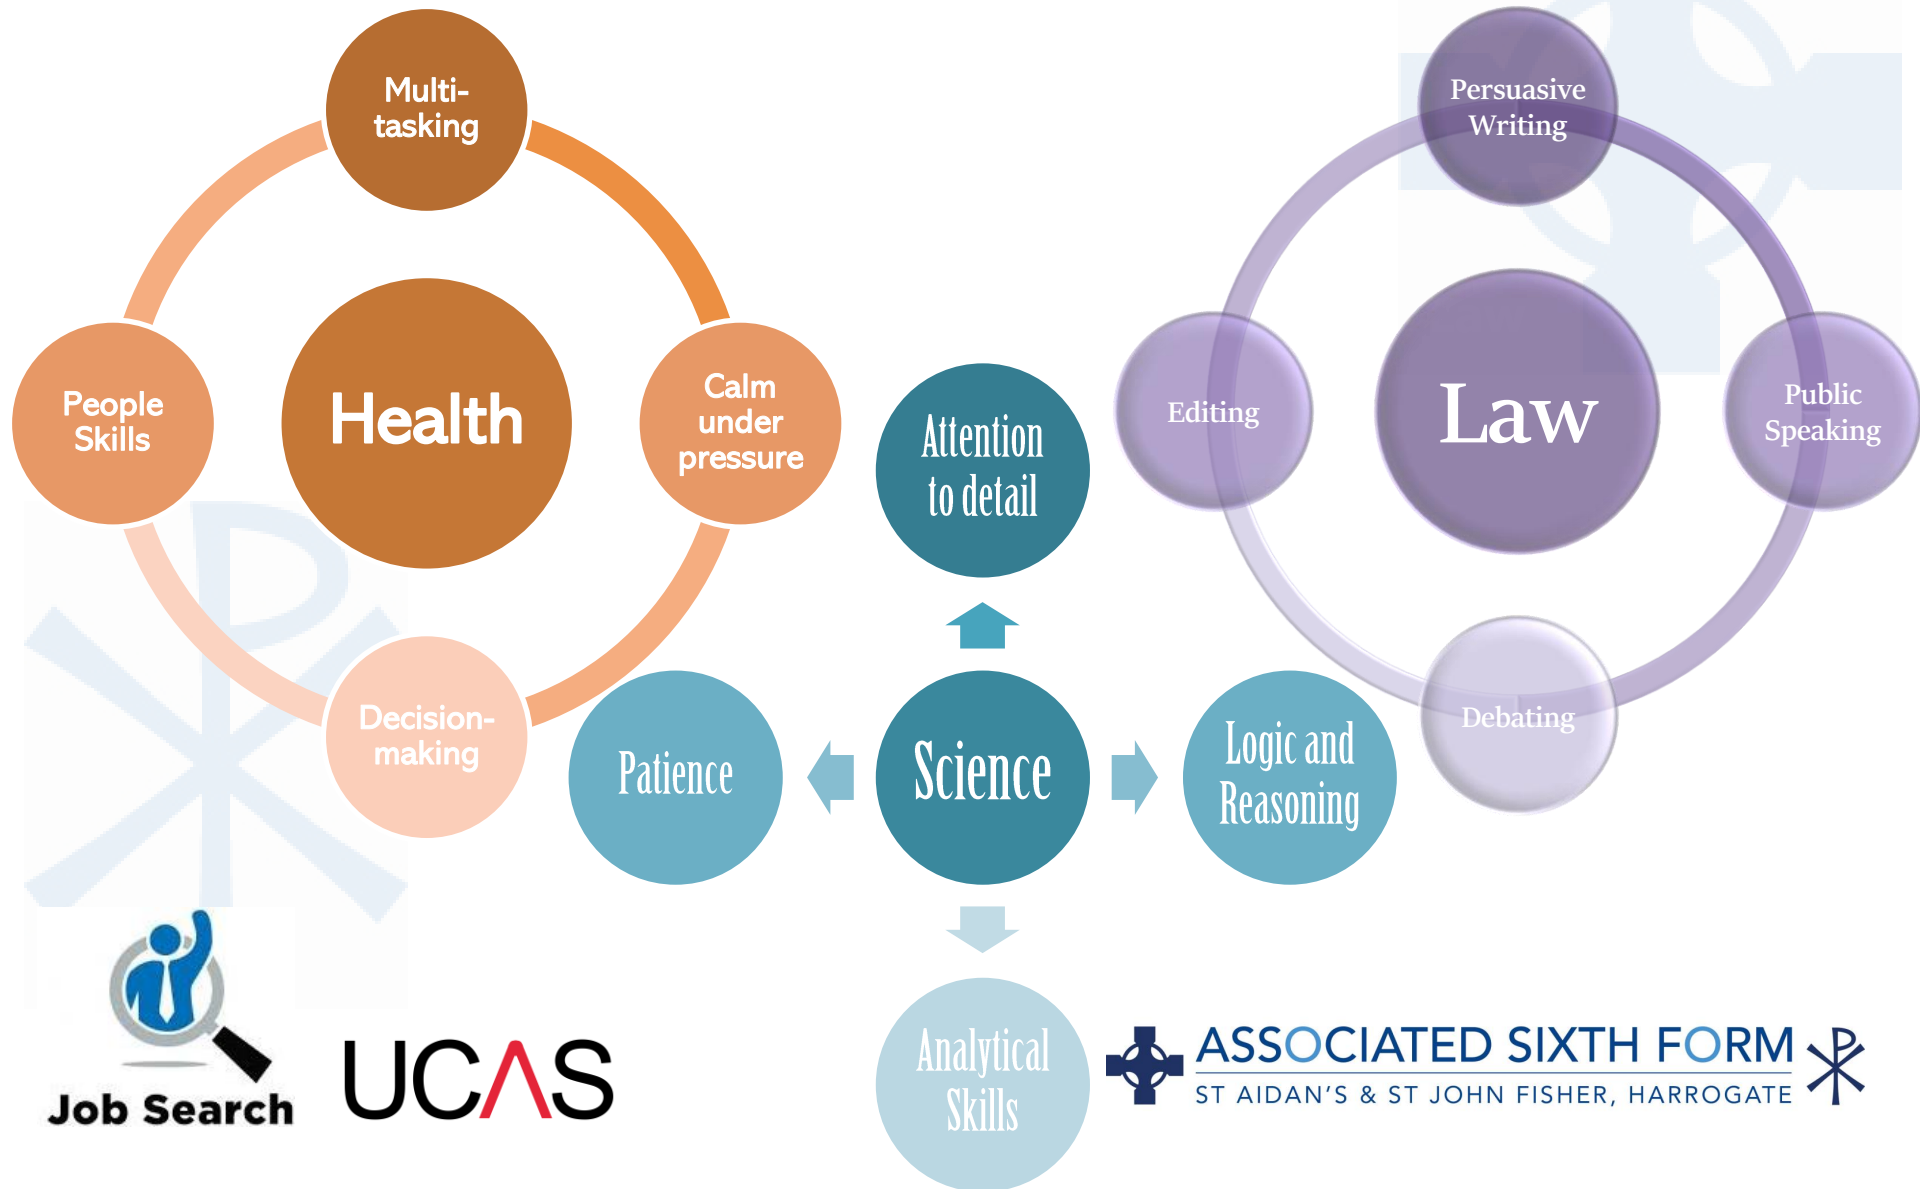 Multi-
tasking
People
Skills
Health
Calm
under
pressure
Decision-
making
Persuasive
Writing
Editing
Law
Public
Speaking
Debating
Attention
to detail
Patience
Science
Logic and
Reasoning
Analytical
Skills
Job Search
UCAS
ASSOCIATED SIXTH FORM
ST AIDAN'S & ST JOHN FISHER, HARROGATE